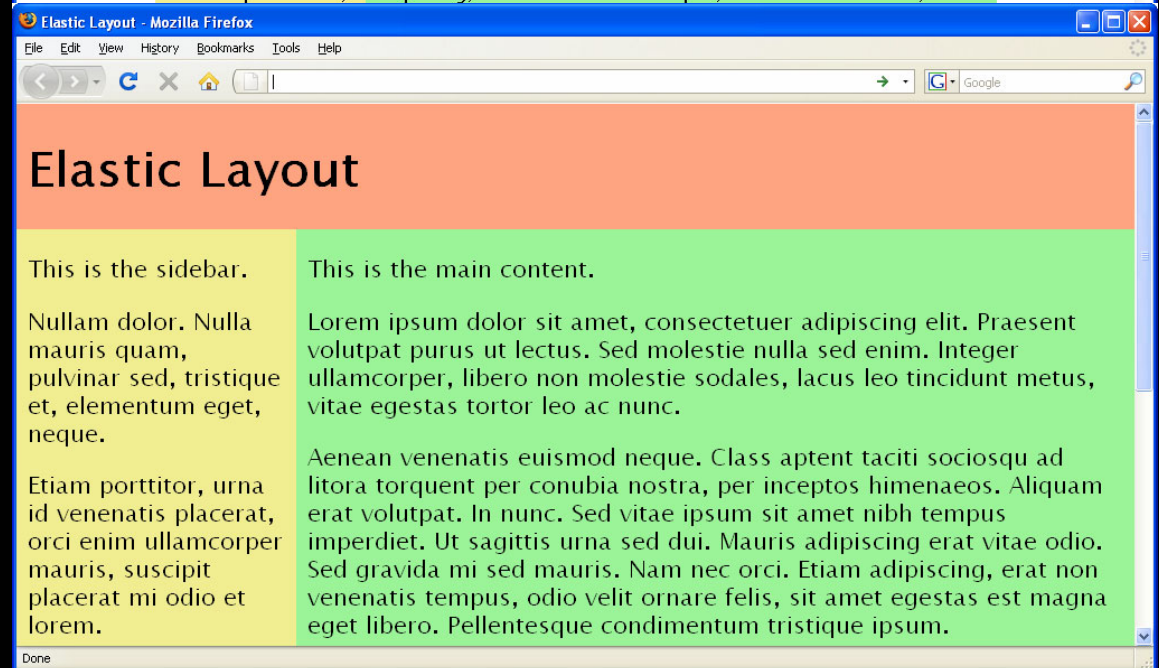 Elastic Layout - Mozilla Firefox
File Edit View History Bookmarks Tools Help
Google
Elastic Layout
This is the sidebar.
Nullam dolor. Nulla
mauris quam,
pulvinar sed, tristique
et, elementum eget,
neque.
Etiam porttitor, urna
id venenatis placerat,
orci enim ullamcorper
mauris, suscipit
placerat mi odio et
lorem.
This is the main content.
Lorem ipsum dolor sit amet, consectetuer adipiscing elit. Praesent
volutpat purus ut lectus. Sed molestie nulla sed enim. Integer
ullamcorper, libero non molestie sodales, lacus leo tincidunt metus,
vitae egestas tortor leo ac nunc.
Aenean venenatis euismod neque. Class aptent taciti sociosqu ad
litora torquent per conubia nostra, per inceptos himenaeos. Aliquam
erat volutpat. In nunc. Sed vitae ipsum sit amet nibh tempus
imperdiet. Ut sagittis urna sed dui. Mauris adipiscing erat vitae odio.
Sed gravida mi sed mauris. Nam nec orci. Etiam adipiscing, erat non
venenatis tempus, odio velit ornare felis, sit amet egestas est magna
eget libero. Pellentesque condimentum tristique ipsum.
Done